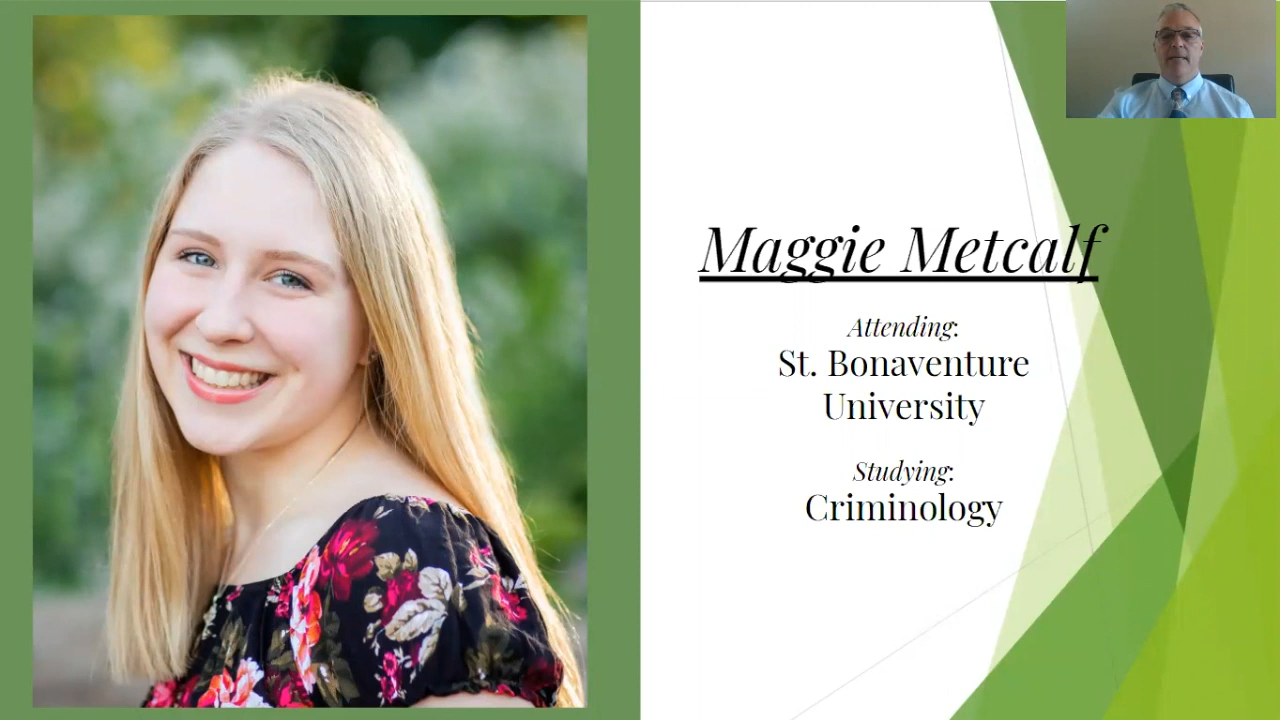 Maggie Metcalf
Attending:
St. Bonaventure
University
Studying:
Criminology